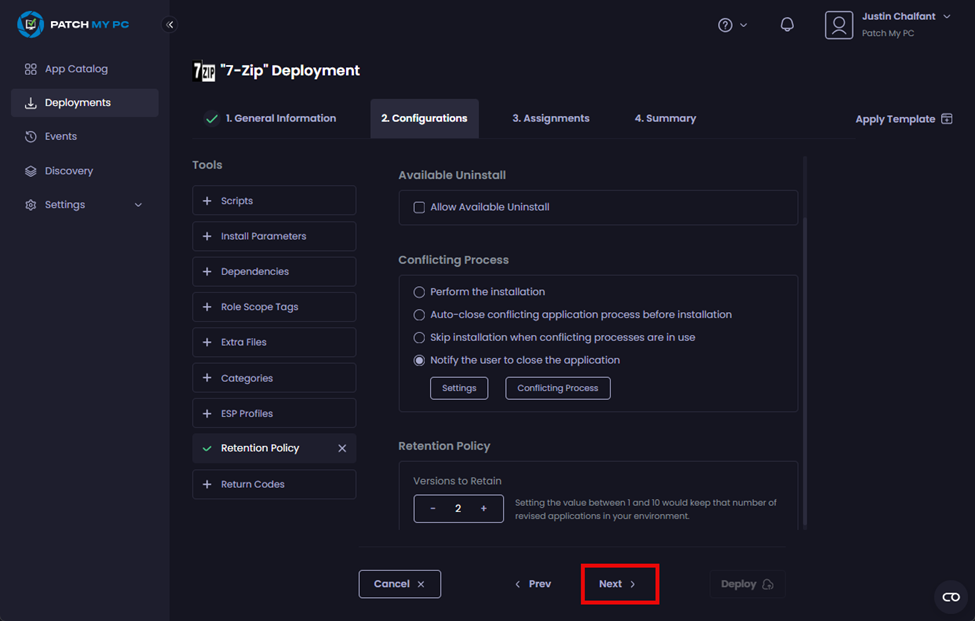 PATCH MY PC
Justin Chalfant
Patch My PC
App Catalog
Deployments
Events
Discovery
Settings
7ZIP "7-Zip" Deployment
1. General Information
2. Configurations
3. Assignments
4. Summary
Apply Template
Tools
Scripts
Install Parameters
Dependencies
Role Scope Tags
Extra Files
Categories
ESP Profiles
Retention Policy
Return Codes
Available Uninstall
Allow Available Uninstall
Conflicting Process
Perform the installation
Auto-close conflicting application process before installation
Skip installation when conflicting processes are in use
Notify the user to close the application
Settings
Conflicting Process
Retention Policy
Versions to Retain
- 2 +
Setting the value between 1 and 10 would keep that number of
revised applications in your environment.
Cancel
Prev
Next
Deploy